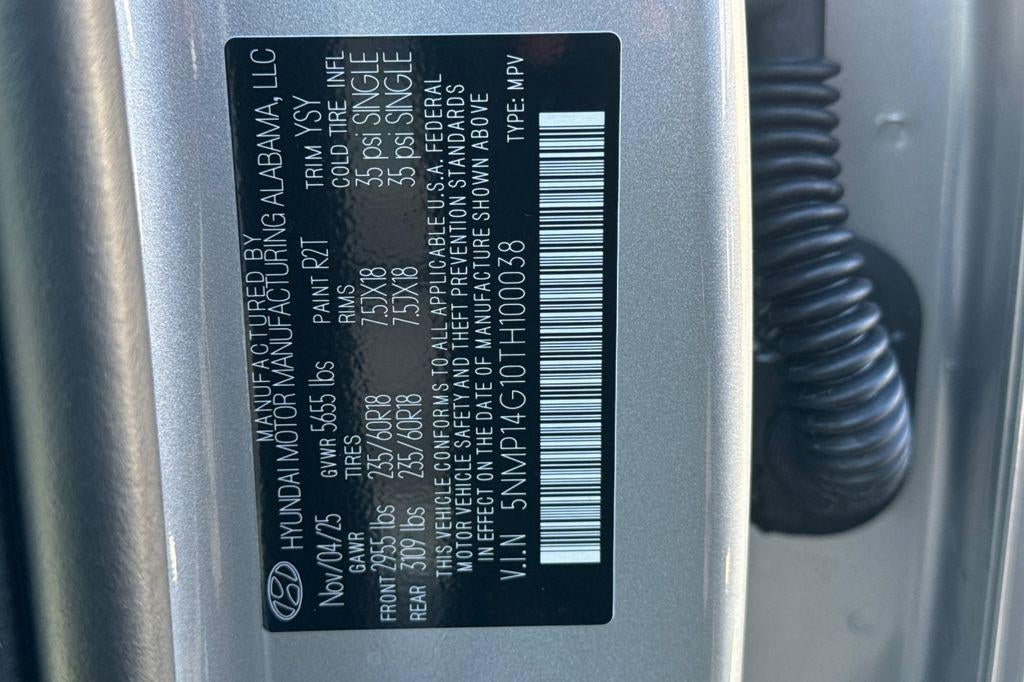 MANUFACTURED BY
HYUNDAI MOTOR MANUFACTURING ALABAMA, LLC
Nov/04/25 GVWR 5655 lbs PAINT R2T TRIM YSY
GAWR TIRES RIMS COLD TIRE INFL
FRONT 2955 lbs 235/60R18 7.5JX18 35 psi SINGLE
REAR 3109 lbs 235/60R18 7.5JX18 35 psi SINGLE
THIS VEHICLE CONFORMS TO ALL APPLICABLE U.S.A. FEDERAL
MOTOR VEHICLE SAFETY AND THEFT PREVENTION STANDARDS
IN EFFECT ON THE DATE OF MANUFACTURE SHOWN ABOVE
V.I.N 5NMP14G10TH100038 TYPE: MPV